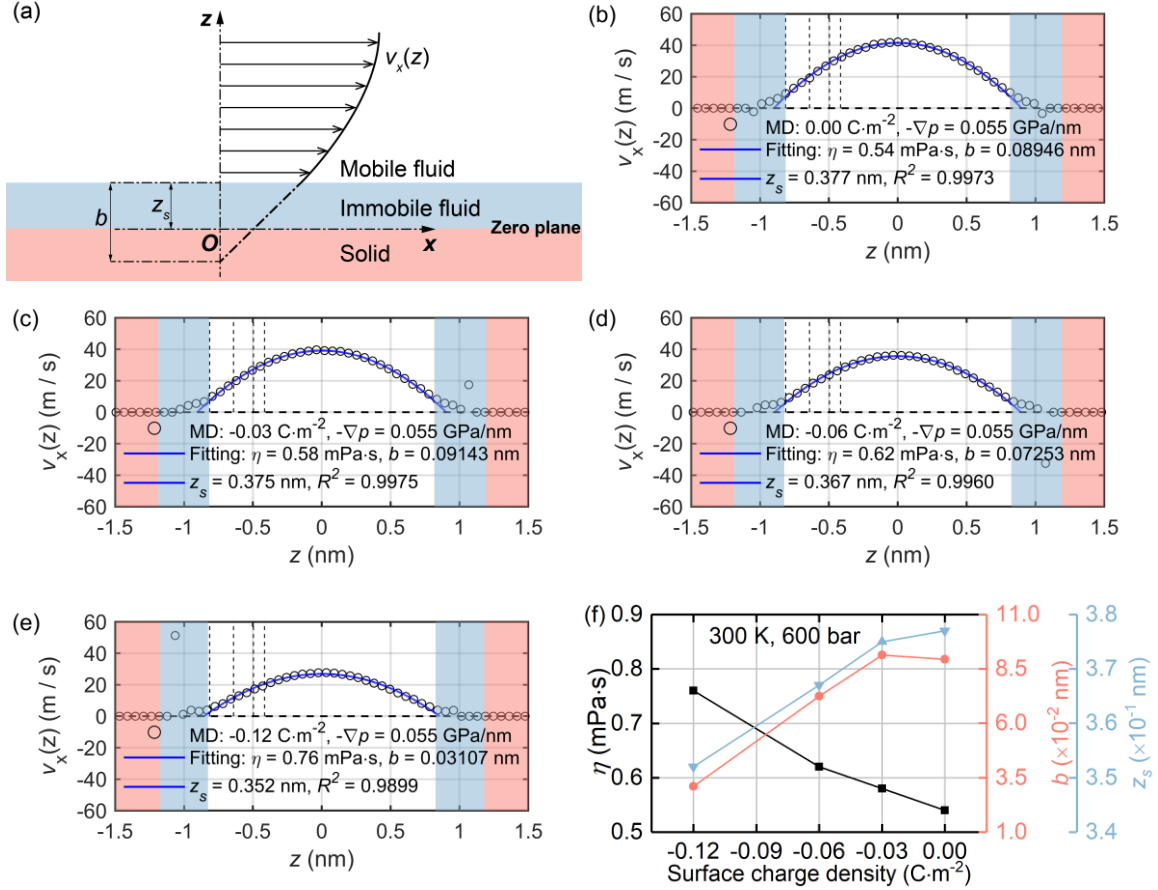 (a)
z
v_x(z)
Mobile fluid
b
z_s
Immobile fluid
Zero plane
O
x
Solid
(b)
v_x(z) (m / s)
60
40
20
0
-20
-40
-60
MD: 0.00 C·m⁻², -∇p = 0.055 GPa/nm
Fitting: η = 0.54 mPa·s, b = 0.08946 nm
z_s = 0.377 nm, R² = 0.9973
-1.5 -1 -0.5 0 0.5 1 1.5
z (nm)
(c)
v_x(z) (m / s)
60
40
20
0
-20
-40
-60
MD: -0.03 C·m⁻², -∇p = 0.055 GPa/nm
Fitting: η = 0.58 mPa·s, b = 0.09143 nm
z_s = 0.375 nm, R² = 0.9975
-1.5 -1 -0.5 0 0.5 1 1.5
z (nm)
(d)
v_x(z) (m / s)
60
40
20
0
-20
-40
-60
MD: -0.06 C·m⁻², -∇p = 0.055 GPa/nm
Fitting: η = 0.62 mPa·s, b = 0.07253 nm
z_s = 0.367 nm, R² = 0.9960
-1.5 -1 -0.5 0 0.5 1 1.5
z (nm)
(e)
v_x(z) (m / s)
60
40
20
0
-20
-40
-60
MD: -0.12 C·m⁻², -∇p = 0.055 GPa/nm
Fitting: η = 0.76 mPa·s, b = 0.03107 nm
z_s = 0.352 nm, R² = 0.9899
-1.5 -1 -0.5 0 0.5 1 1.5
z (nm)
(f)
300 K, 600 bar
η (mPa·s)
0.9
0.8
0.7
0.6
0.5
11.0
8.5
6.0
3.5
1.0
b (×10⁻² nm)
3.8
3.7
3.6
3.5
3.4
z_s (×10⁻¹ nm)
-0.12 -0.09 -0.06 -0.03 0.00
Surface charge density (C·m⁻²)